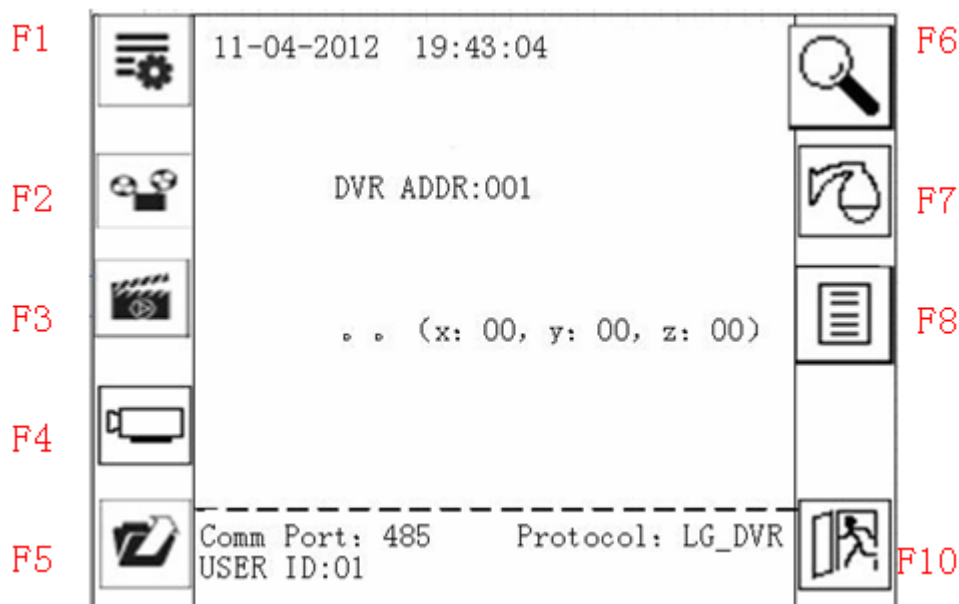 F1
11-04-2012 19:43:04
F6
F2
DVR ADDR:001
F7
F3
。。 (x: 00, y: 00, z: 00)
F8
F4
Comm Port: 485 Protocol: LG_DVR
F5
USER ID:01
F10